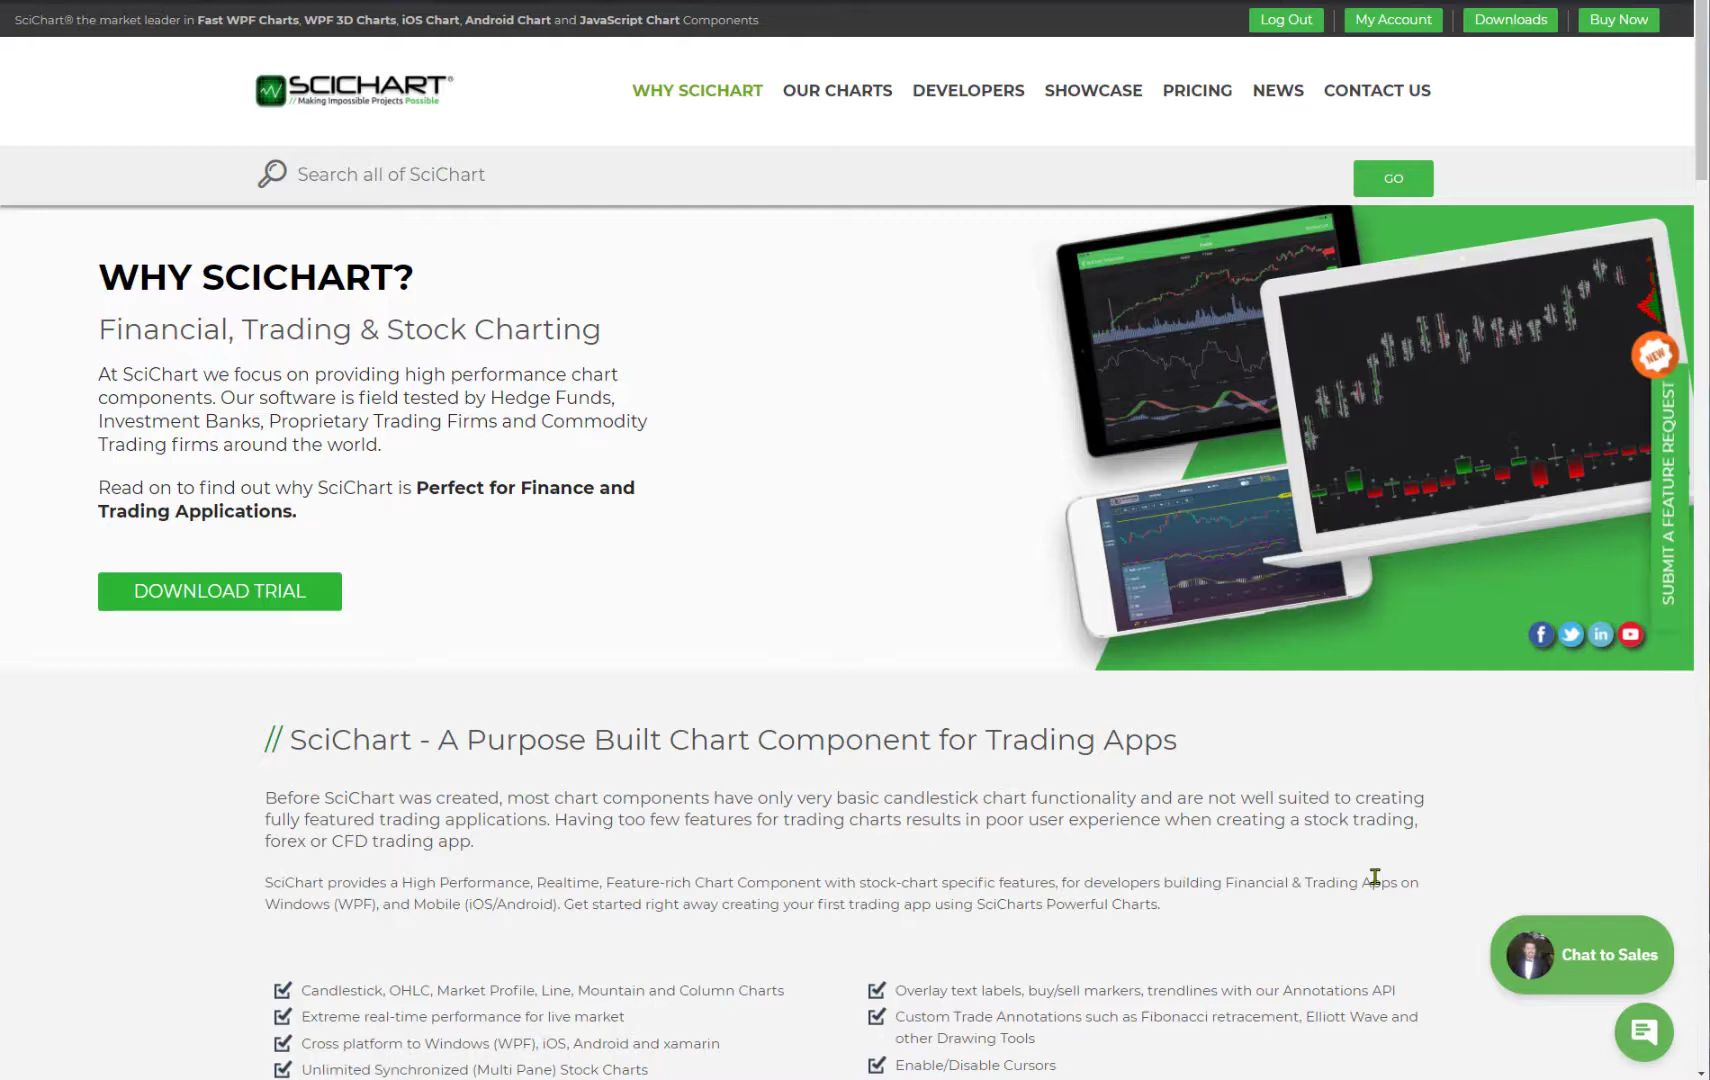 SciChart® the market leader in Fast WPF Charts, WPF 3D Charts, iOS Chart, Android Chart and JavaScript Chart Components
Log Out
My Account
Downloads
Buy Now
SCICHART®
// Making Impossible Projects Possible
WHY SCICHART
OUR CHARTS
DEVELOPERS
SHOWCASE
PRICING
NEWS
CONTACT US
Search all of SciChart
GO
WHY SCICHART?
Financial, Trading & Stock Charting
At SciChart we focus on providing high performance chart
components. Our software is field tested by Hedge Funds,
Investment Banks, Proprietary Trading Firms and Commodity
Trading firms around the world.
Read on to find out why SciChart is Perfect for Finance and
Trading Applications.
DOWNLOAD TRIAL
NEW
SUBMIT A FEATURE REQUEST
// SciChart - A Purpose Built Chart Component for Trading Apps
Before SciChart was created, most chart components have only very basic candlestick chart functionality and are not well suited to creating
fully featured trading applications. Having too few features for trading charts results in poor user experience when creating a stock trading,
forex or CFD trading app.
SciChart provides a High Performance, Realtime, Feature-rich Chart Component with stock-chart specific features, for developers building Financial & Trading Apps on
Windows (WPF), and Mobile (iOS/Android). Get started right away creating your first trading app using SciCharts Powerful Charts.
Candlestick, OHLC, Market Profile, Line, Mountain and Column Charts
Extreme real-time performance for live market
Cross platform to Windows (WPF), iOS, Android and xamarin
Unlimited Synchronized (Multi Pane) Stock Charts
Overlay text labels, buy/sell markers, trendlines with our Annotations API
Custom Trade Annotations such as Fibonacci retracement, Elliott Wave and
other Drawing Tools
Enable/Disable Cursors
Chat to Sales